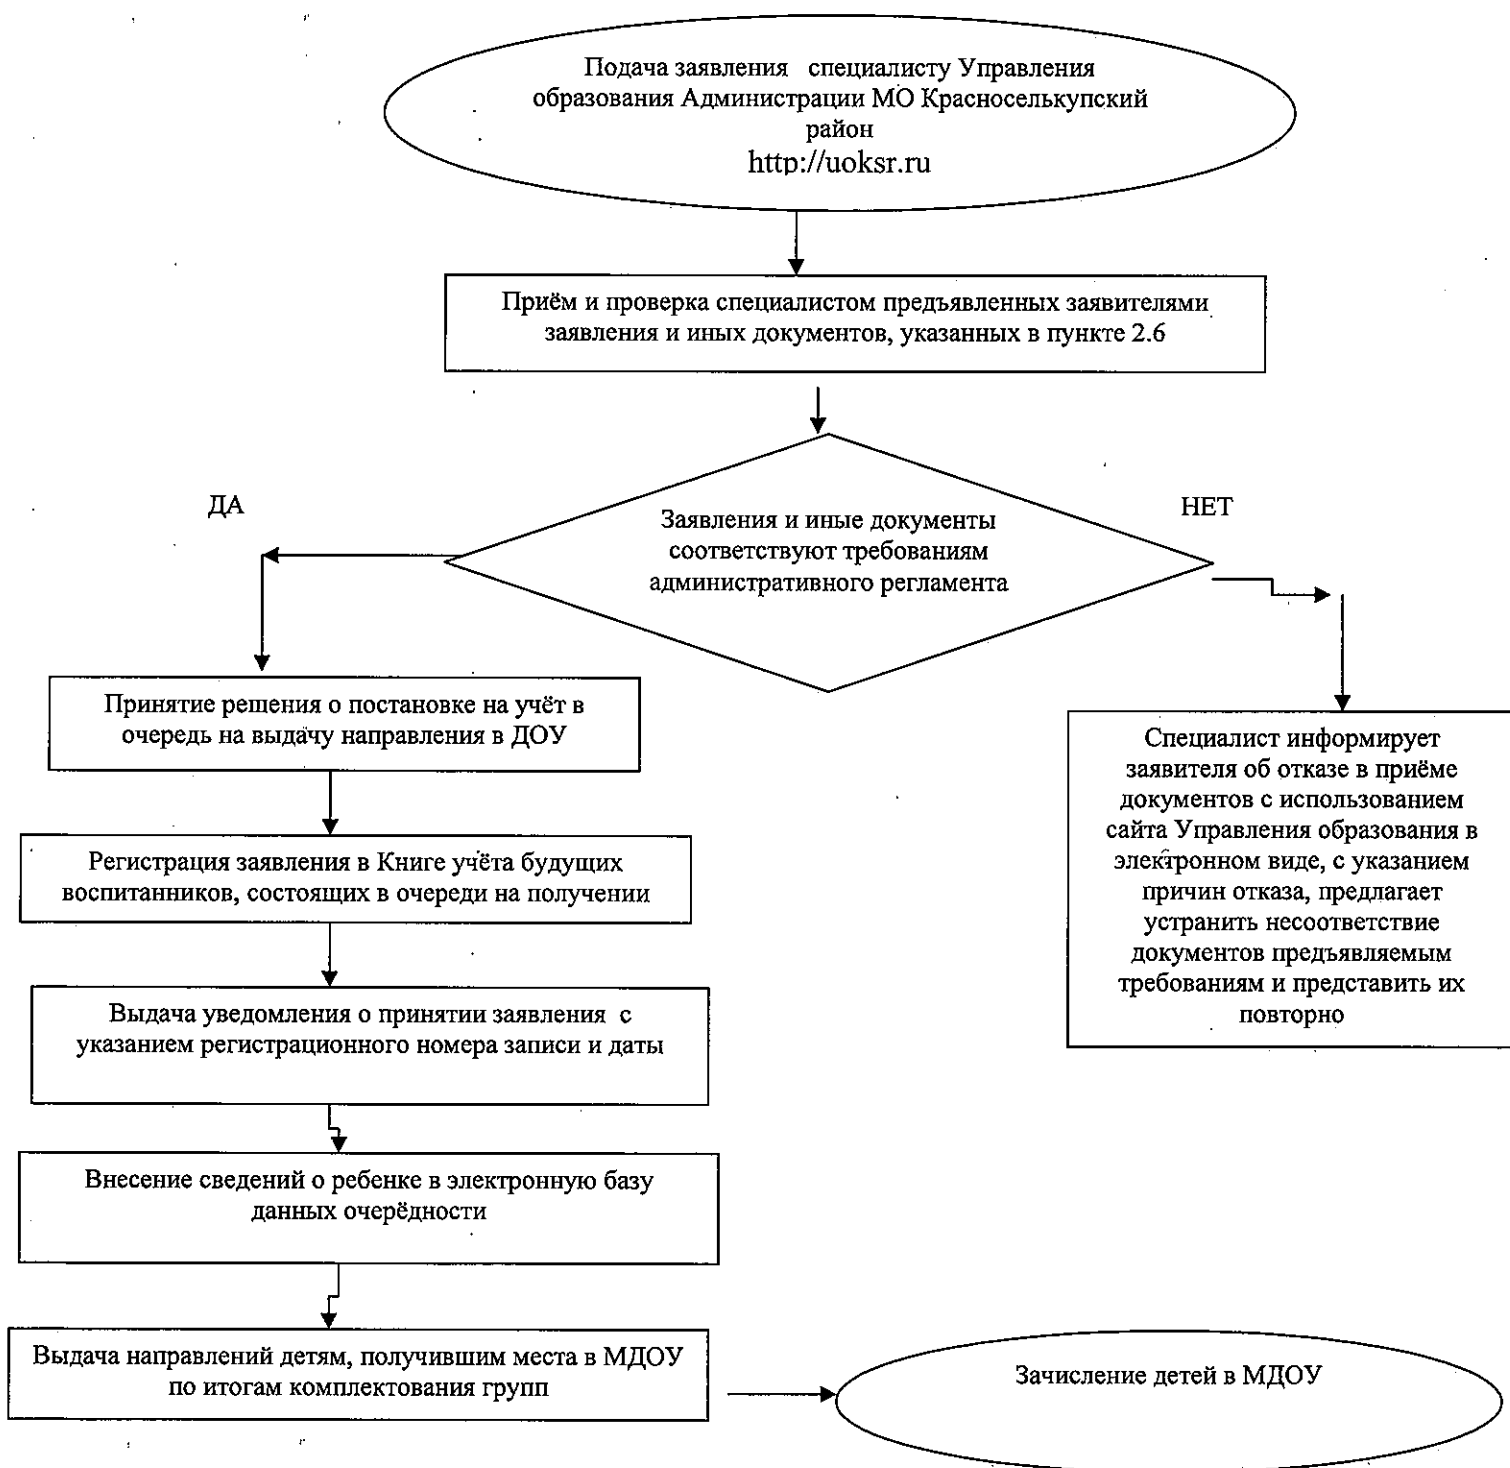 Подача заявления специалисту Управления
образования Администрации МО Красноселькупский
район
http://uoksr.ru
Приём и проверка специалистом предъявленных заявителями
заявления и иных документов, указанных в пункте 2.6
ДА
НЕТ
Заявления и иные документы
соответствуют требованиям
административного регламента
Принятие решения о постановке на учёт в
очередь на выдачу направления в ДОУ
Специалист информирует
заявителя об отказе в приёме
документов с использованием
сайта Управления образования в
электронном виде, с указанием
причин отказа, предлагает
устранить несоответствие
документов предъявляемым
требованиям и представить их
повторно
Регистрация заявления в Книге учёта будущих
воспитанников, состоящих в очереди на получении
Выдача уведомления о принятии заявления с
указанием регистрационного номера записи и даты
Внесение сведений о ребенке в электронную базу
данных очерёдности
Выдача направлений детям, получившим места в МДОУ
по итогам комплектования групп
Зачисление детей в МДОУ